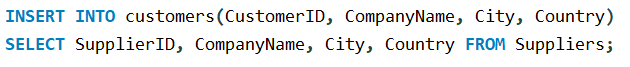 INSERT INTO customers(CustomerID, CompanyName, City, Country)
SELECT SupplierID, CompanyName, City, Country FROM Suppliers;